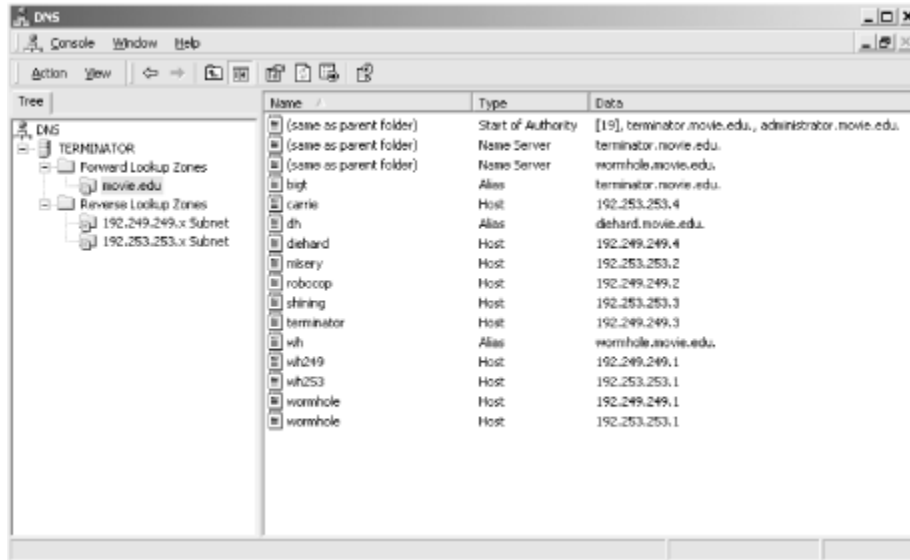 DNS
Console Window Help
Action View
Tree
DNS
TERMINATOR
Forward Lookup Zones
movie.edu
Reverse Lookup Zones
192.249.249.x Subnet
192.253.253.x Subnet
Name Type Data
(same as parent folder) Start of Authority [19], terminator.movie.edu., administrator.movie.edu.
(same as parent folder) Name Server terminator.movie.edu.
(same as parent folder) Name Server wormhole.movie.edu.
bigt Alias terminator.movie.edu.
carrie Host 192.253.253.4
dh Alias diehard.movie.edu.
diehard Host 192.249.249.4
misery Host 192.253.253.2
robocop Host 192.249.249.2
shining Host 192.253.253.3
terminator Host 192.249.249.3
wh Alias wormhole.movie.edu.
wh249 Host 192.249.249.1
wh253 Host 192.253.253.1
wormhole Host 192.249.249.1
wormhole Host 192.253.253.1